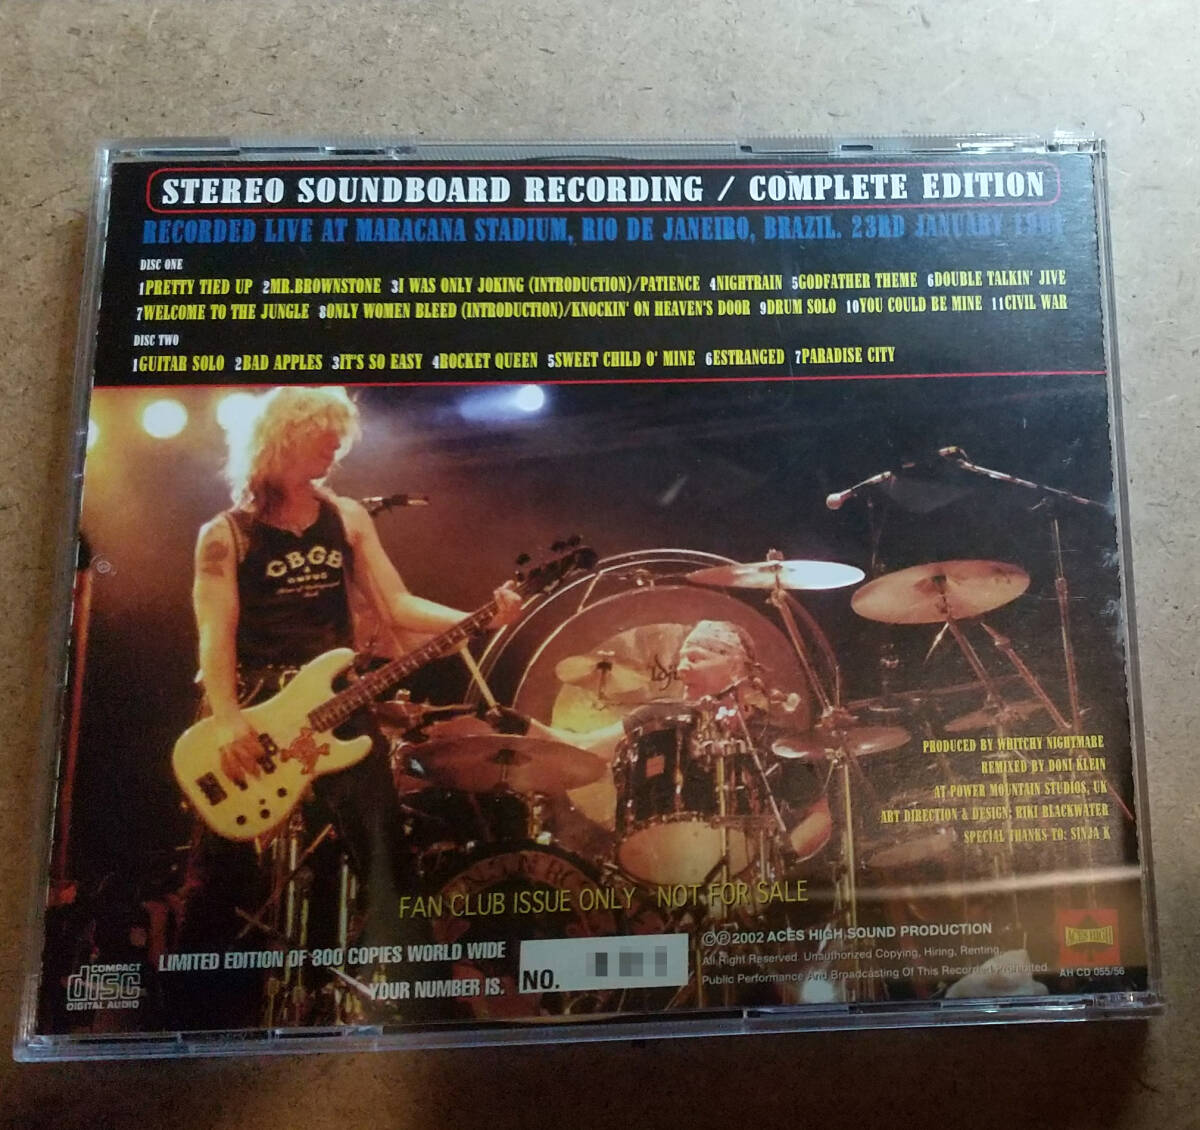 STEREO SOUNDBOARD RECORDING / COMPLETE EDITION
RECORDED LIVE AT MARACANA STADIUM, RIO DE JANEIRO, BRAZIL. 23RD JANUARY
DISC ONE
1PRETTY TIED UP 2MR.BROWNSTONE 3I WAS ONLY JOKING (INTRODUCTION)/PATIENCE 4NIGHTRAIN 5GODFATHER THEME 6DOUBLE TALKIN' JIVE
7WELCOME TO THE JUNGLE 8ONLY WOMEN BLEED (INTRODUCTION)/KNOCKIN' ON HEAVEN'S DOOR 9DRUM SOLO 10YOU COULD BE MINE 11CIVIL WAR
DISC TWO
1GUITAR SOLO 2BAD APPLES 3IT'S SO EASY 4ROCKET QUEEN 5SWEET CHILD O' MINE 6ESTRANGED 7PARADISE CITY
CBGB
&
OMFUG
PRODUCED BY WHITCHY NIGHTMARE
REMIXED BY DONI KLEIN
AT POWER MOUNTAIN STUDIOS, UK
ART DIRECTION & DESIGN: RIKI BLACKWATER
SPECIAL THANKS TO: SINJA K
FAN CLUB ISSUE ONLY NOT FOR SALE
LIMITED EDITION OF 300 COPIES WORLD WIDE
YOUR NUMBER IS.
NO.
©℗2002 ACES HIGH SOUND PRODUCTION
All Right Reserved. Unauthorized Copying, Hiring, Renting,
Public Performance And Broadcasting Of This Recorded Prohibited
ACES HIGH
AH CD 055/56
COMPACT
disc
DIGITAL AUDIO